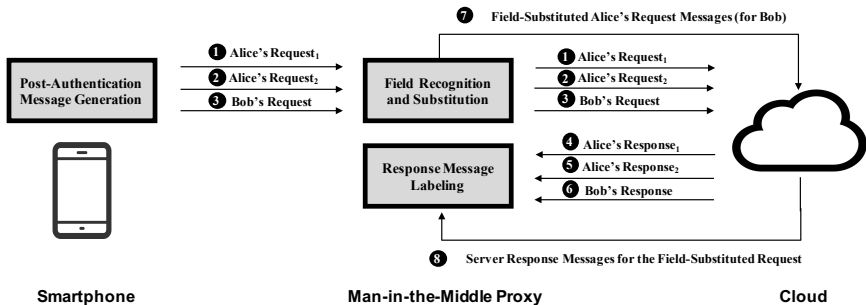 7 Field-Substituted Alice's Request Messages (for Bob)
1 Alice's Request1
2 Alice's Request2
3 Bob's Request
Post-Authentication
Message Generation
Field Recognition
and Substitution
1 Alice's Request1
2 Alice's Request2
3 Bob's Request
Response Message
Labeling
4 Alice's Response1
5 Alice's Response2
6 Bob's Response
8 Server Response Messages for the Field-Substituted Request
Smartphone
Man-in-the-Middle Proxy
Cloud